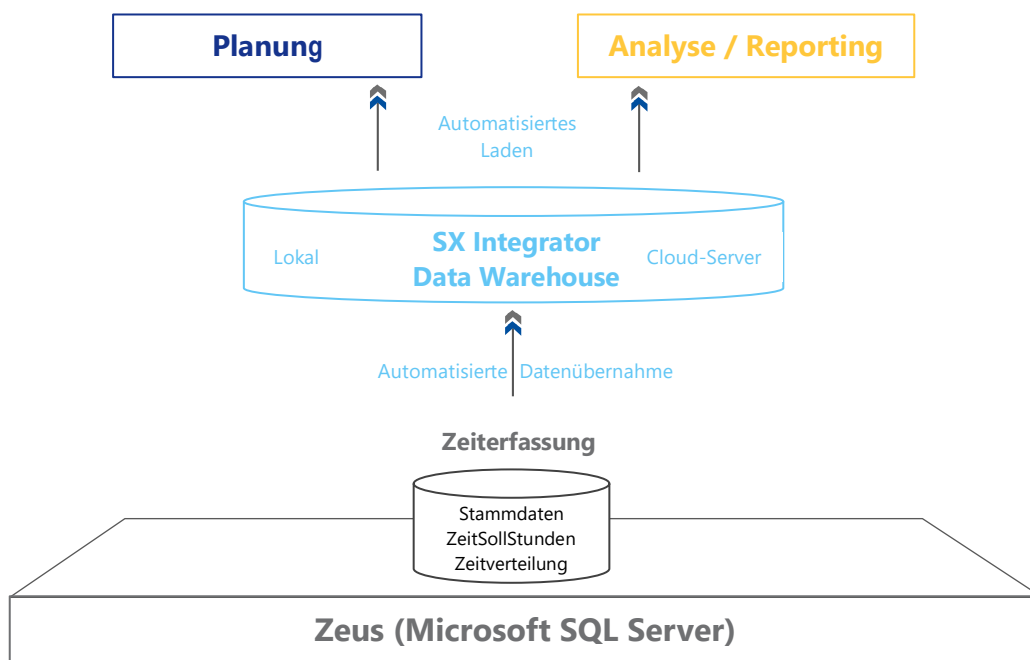 Planung
Analyse / Reporting
Automatisiertes
Laden
SX Integrator
Data Warehouse
Lokal
Cloud-Server
Automatisierte Datenübernahme
Zeiterfassung
Stammdaten
ZeitSollStunden
Zeitverteilung
Zeus (Microsoft SQL Server)